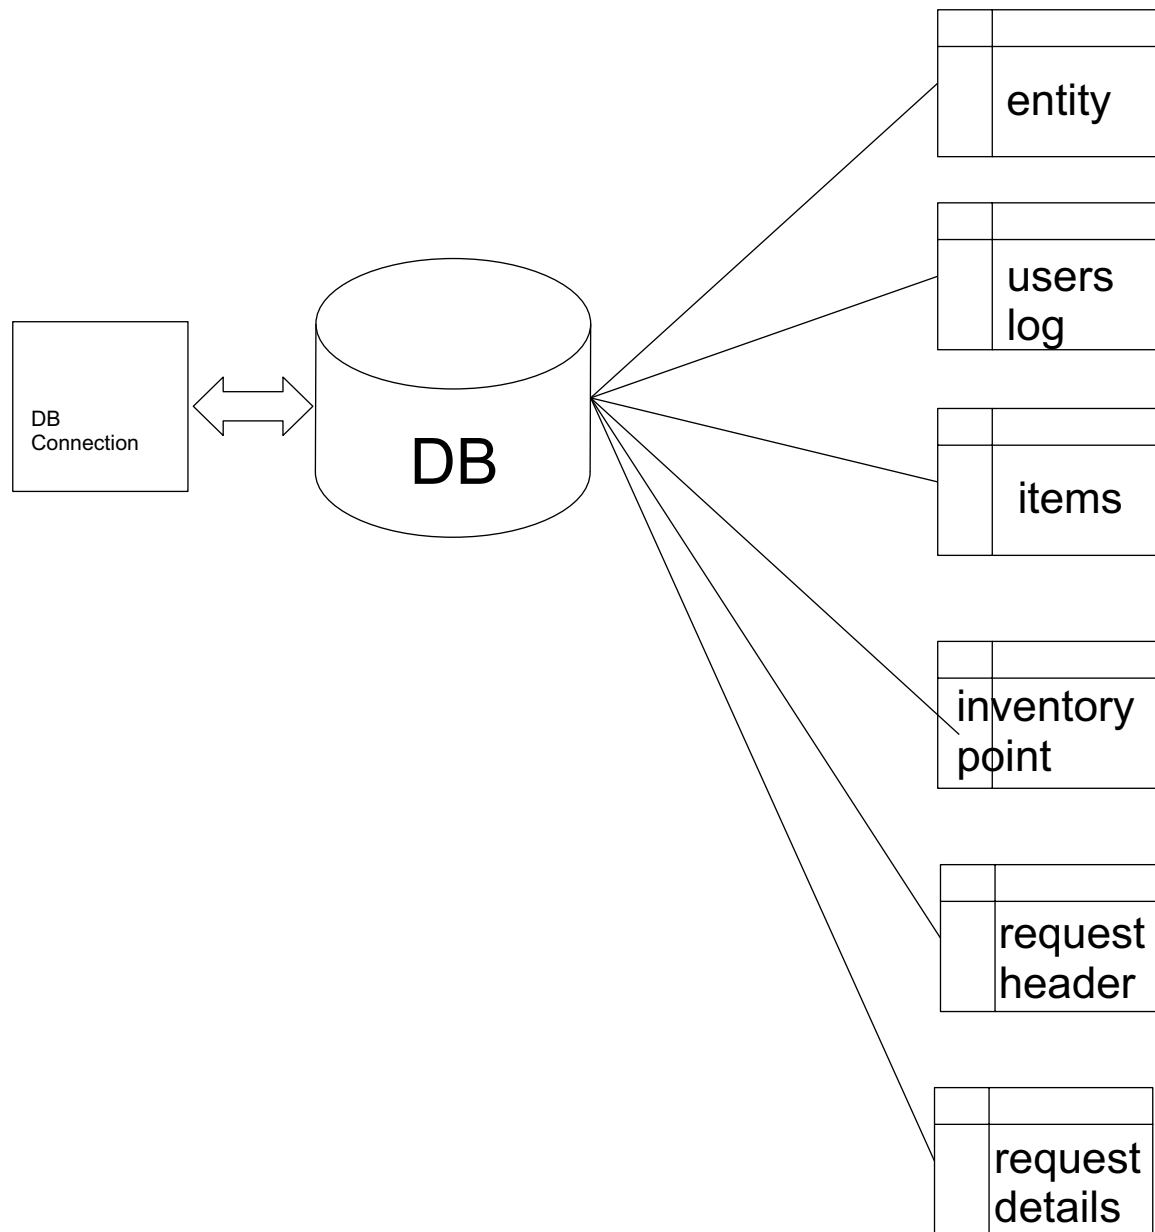 DB
Connection
DB
entity
users
log
items
inventory
point
request
header
request
details